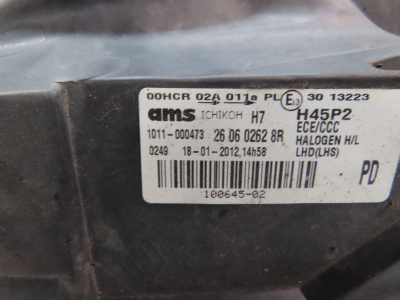 00HCR 02A 011a PL E13 30 13223
ams ICHIKOH H7 H45P2
1011-000473 26 06 0262 8R ECE/CCC
HALOGEN H/L
0249 18-01-2012,14h58 LHD(LHS)
PD
100645-02